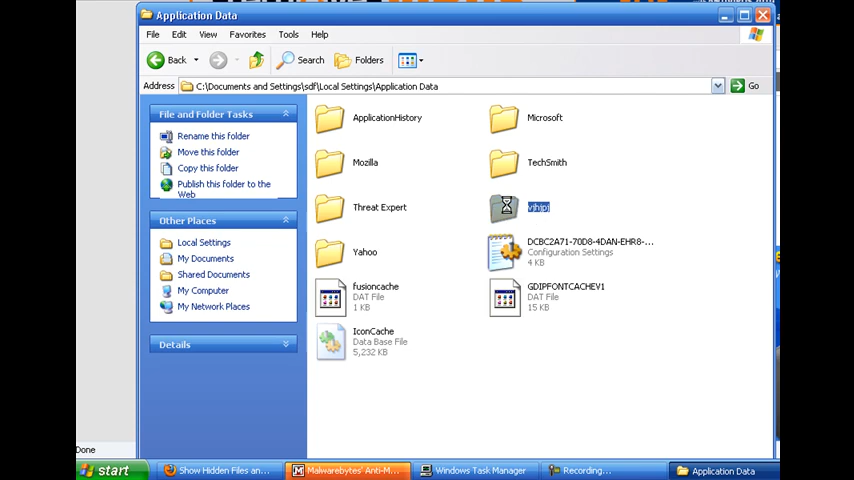 Application Data
File Edit View Favorites Tools Help
Back Search Folders
Address C:\Documents and Settings\sdf\Local Settings\Application Data Go
File and Folder Tasks
Rename this folder
Move this folder
Copy this folder
Publish this folder to the
Web
Other Places
Local Settings
My Documents
Shared Documents
My Computer
My Network Places
Details
ApplicationHistory
Microsoft
Mozilla
TechSmith
Threat Expert
Yahoo
DCBC2A71-70D8-4DAN-EHR8-...
Configuration Settings
4 KB
fusioncache
DAT File
1 KB
GDIPFONTCACHEV1
DAT File
15 KB
IconCache
Data Base File
5,232 KB
Done
start Show Hidden Files an... Malwarebytes' Anti-M... Windows Task Manager Recording... Application Data